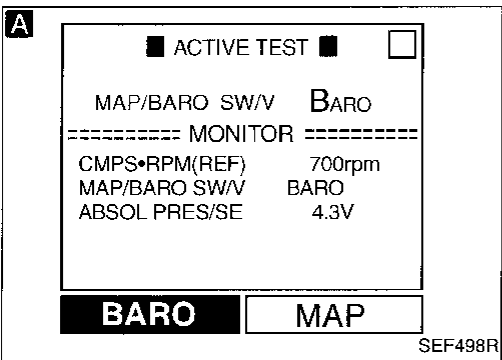 A
■ ACTIVE TEST ■
MAP/BARO SW/V BARO
========= MONITOR =========
CMPS•RPM(REF) 700rpm
MAP/BARO SW/V BARO
ABSOL PRES/SE 4.3V
BARO MAP
SEF498R